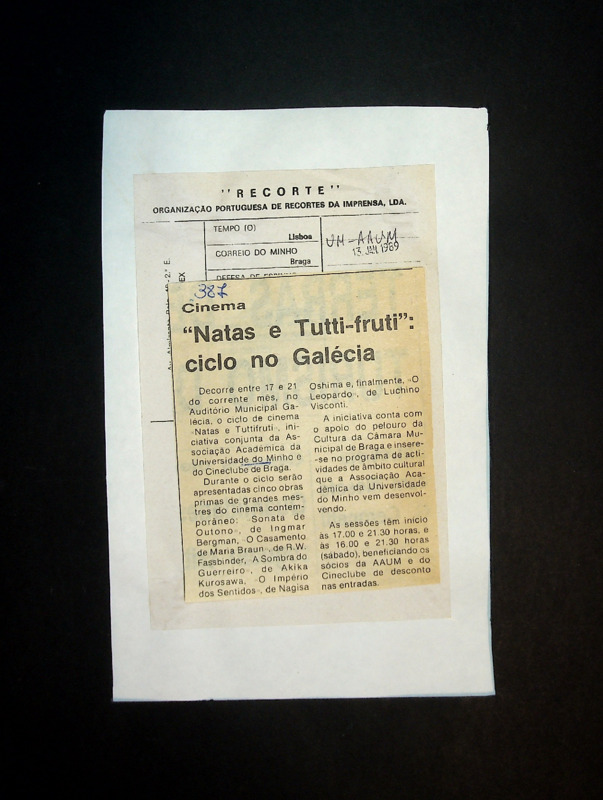 "RECORTE"
ORGANIZAÇÃO PORTUGUESA DE RECORTES DA IMPRENSA, LDA.
TEMPO (O)
Lisboa
CORREIO DO MINHO
Braga
UM-AAUM
13 JAN 1989
387
Cinema
“Natas e Tutti-fruti”:
ciclo no Galécia
Decorre entre 17 e 21
do corrente mês, no
Auditório Municipal Ga-
lécia, o ciclo de cinema
«Natas e Tuttifruti», ini-
ciativa conjunta da As-
sociação Académica da
Universidade do Minho e
do Cineclube de Braga.
Durante o ciclo serão
apresentadas cinco obras
primas de grandes mes-
tres do cinema contem-
porâneo: «Sonata de
Outono», de Ingmar
Bergman, «O Casamento
de Maria Braun», de R.W.
Fassbinder, «A Sombra do
Guerreiro», de Akika
Kurosawa, «O Império
dos Sentidos», de Nagisa
Oshima e, finalmente, «O
Leopardo», de Luchino
Visconti.
A iniciativa conta com
o apoio do pelouro da
Cultura da Câmara Mu-
nicipal de Braga e insere-
-se no programa de acti-
vidades de âmbito cultural
que a Associação Aca-
dêmica da Universidade
do Minho vem desenvol-
vendo.
As sessões têm início
às 17.00 e 21.30 horas, e
às 16.00 e 21.30 horas
(sábado), beneficiando os
sócios da AAUM e do
Cineclube de desconto
nas entradas.